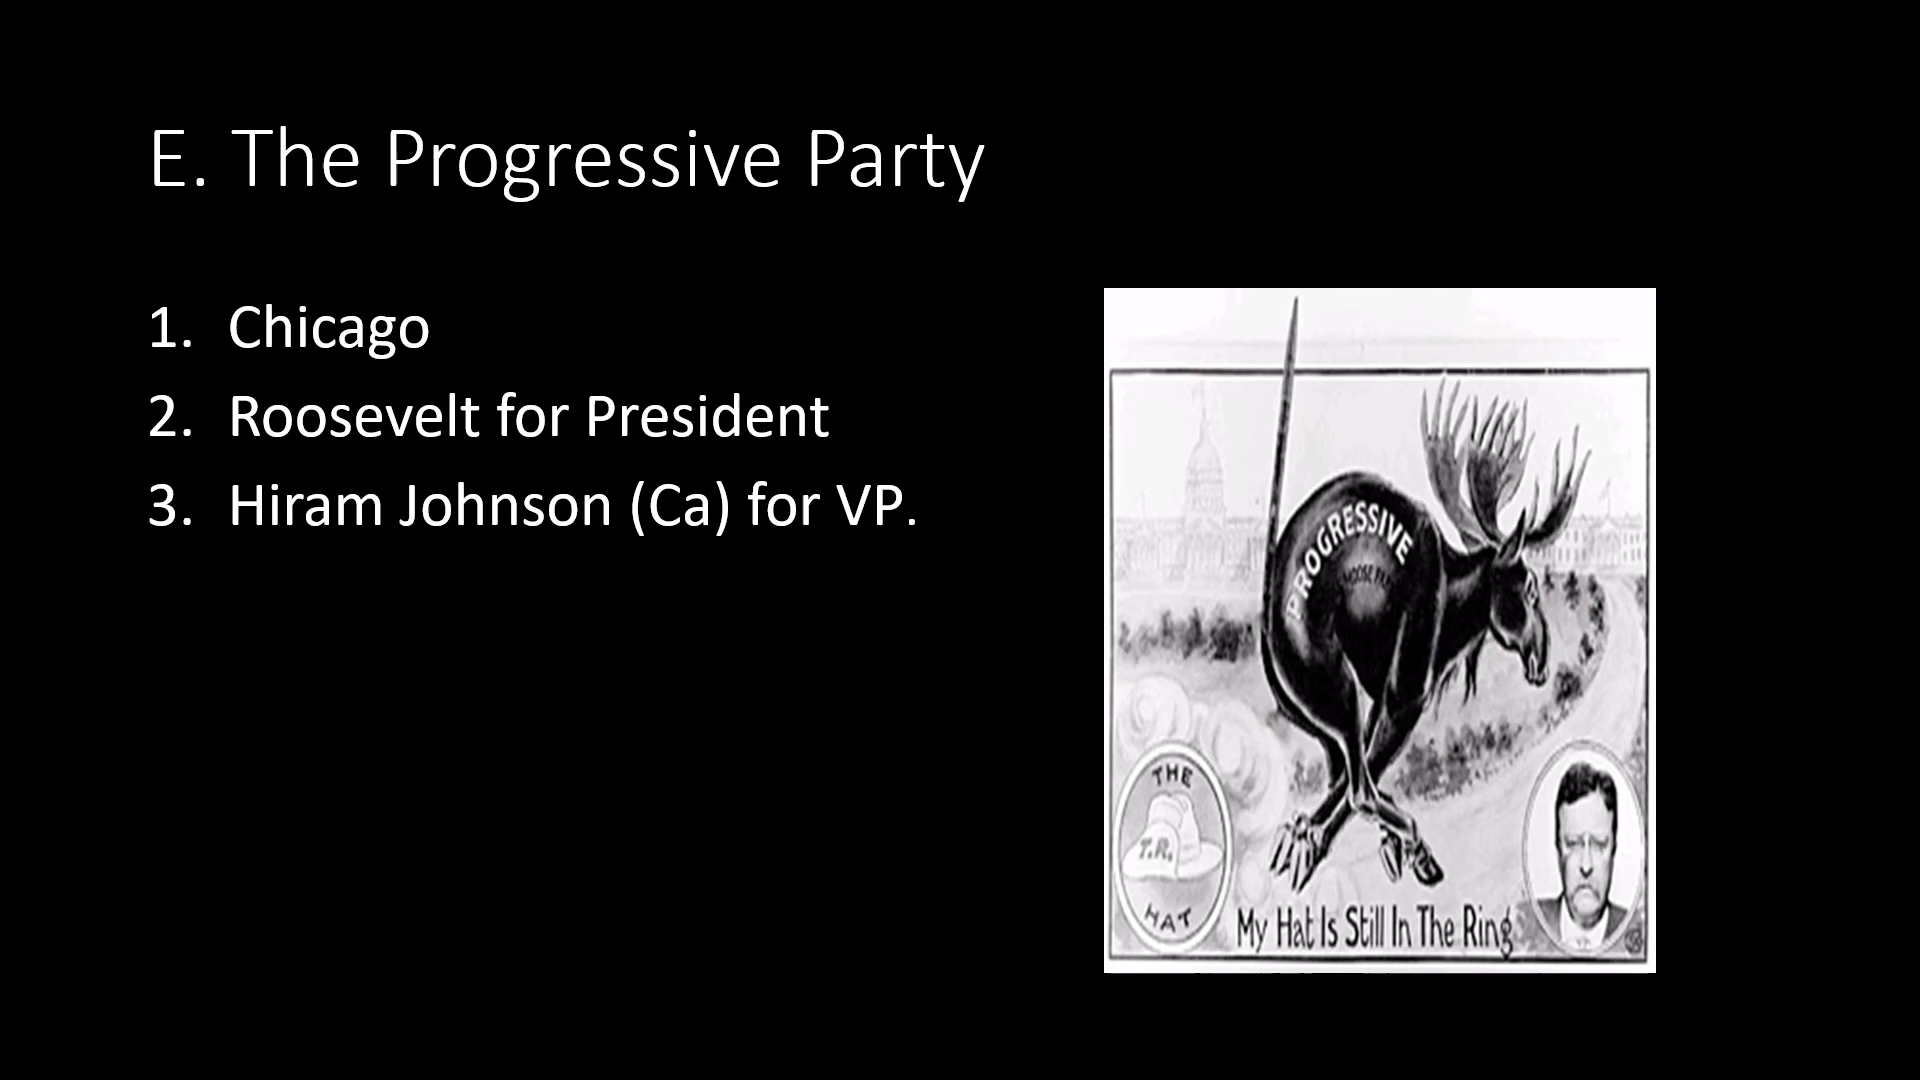 E. The Progressive Party
1. Chicago
2. Roosevelt for President
3. Hiram Johnson (Ca) for VP.
PROGRESSIVE
THE
T.R.
HAT
My Hat Is Still In The Ring